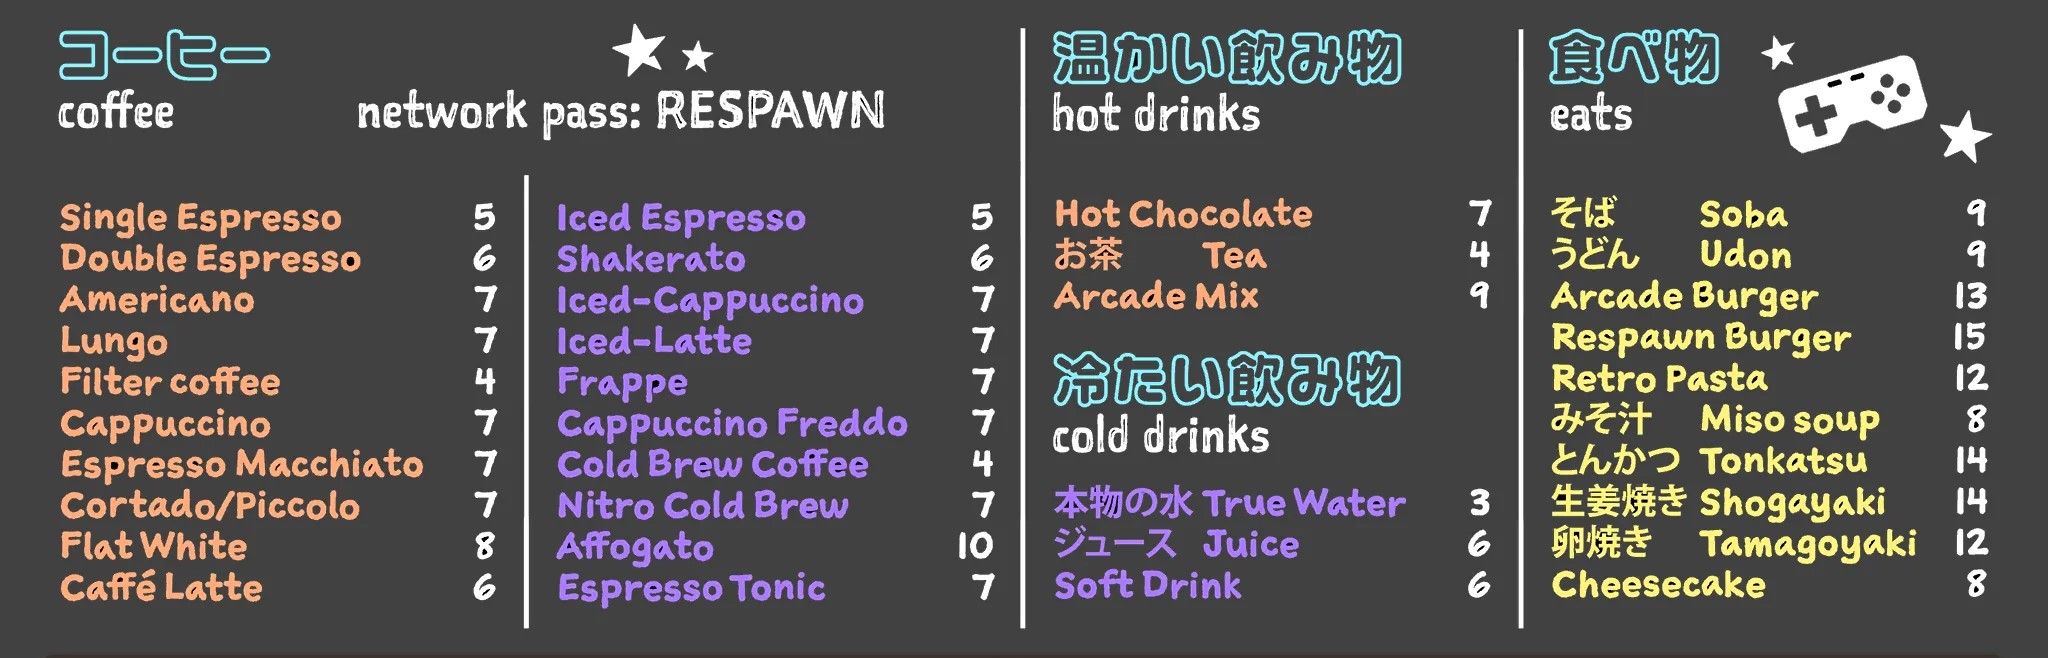 コーヒー
coffee
network pass: RESPAWN
Single Espresso 5
Double Espresso 6
Americano 7
Lungo 7
Filter coffee 4
Cappuccino 7
Espresso Macchiato 7
Cortado/Piccolo 7
Flat White 8
Caffé Latte 6
Iced Espresso 5
Shakerato 6
Iced-Cappuccino 7
Iced-Latte 7
Frappe 7
Cappuccino Freddo 7
Cold Brew Coffee 4
Nitro Cold Brew 7
Affogato 10
Espresso Tonic 7
温かい飲み物
hot drinks
Hot Chocolate 7
お茶 Tea 4
Arcade Mix 9
冷たい飲み物
cold drinks
本物の水 True Water 3
ジュース Juice 6
Soft Drink 6
食べ物
eats
そば Soba 9
うどん Udon 9
Arcade Burger 13
Respawn Burger 15
Retro Pasta 12
みそ汁 Miso soup 8
とんかつ Tonkatsu 14
生姜焼き Shogayaki 14
卵焼き Tamagoyaki 12
Cheesecake 8